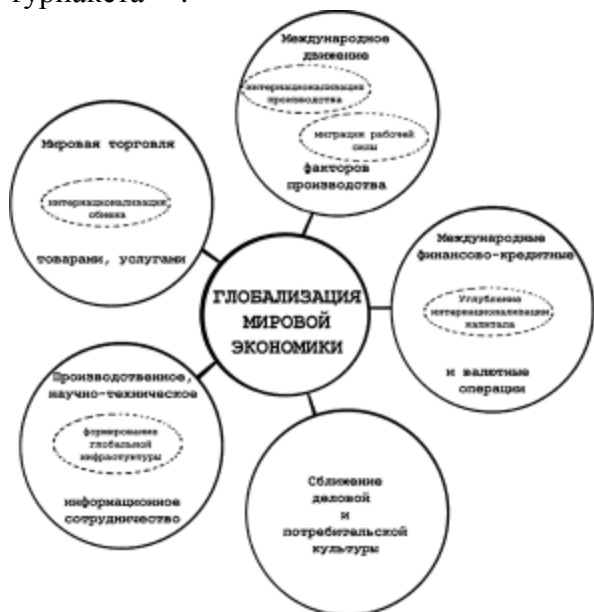 Международное
движение
интернационализация
производства
миграция рабочей
силы
факторов
производства
Мировая торговля
интернационализация
обмена
товарами, услугами
Международные
финансово-кредитные
Углубление
интернационализации
капитала
и валютные
операции
ГЛОБАЛИЗАЦИЯ
МИРОВОЙ
ЭКОНОМИКИ
Производственное,
научно-техническое
формирование
глобальной
инфраструктуры
информационное
сотрудничество
Сближение
деловой
и
потребительской
культуры